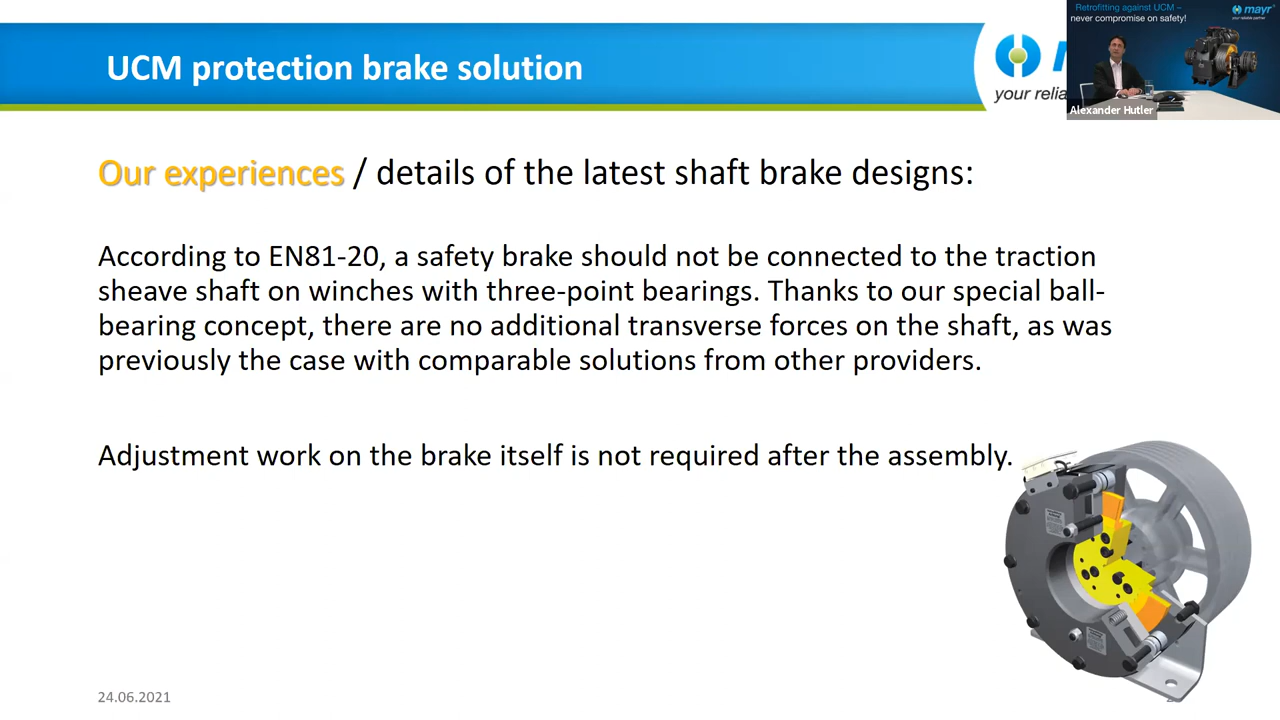 UCM protection brake solution
your relia
Retrofitting against UCM –
never compromise on safety!
mayr®
your reliable partner
Alexander Hutler
Our experiences / details of the latest shaft brake designs:
According to EN81-20, a safety brake should not be connected to the traction
sheave shaft on winches with three-point bearings. Thanks to our special ball-
bearing concept, there are no additional transverse forces on the shaft, as was
previously the case with comparable solutions from other providers.
Adjustment work on the brake itself is not required after the assembly.
24.06.2021